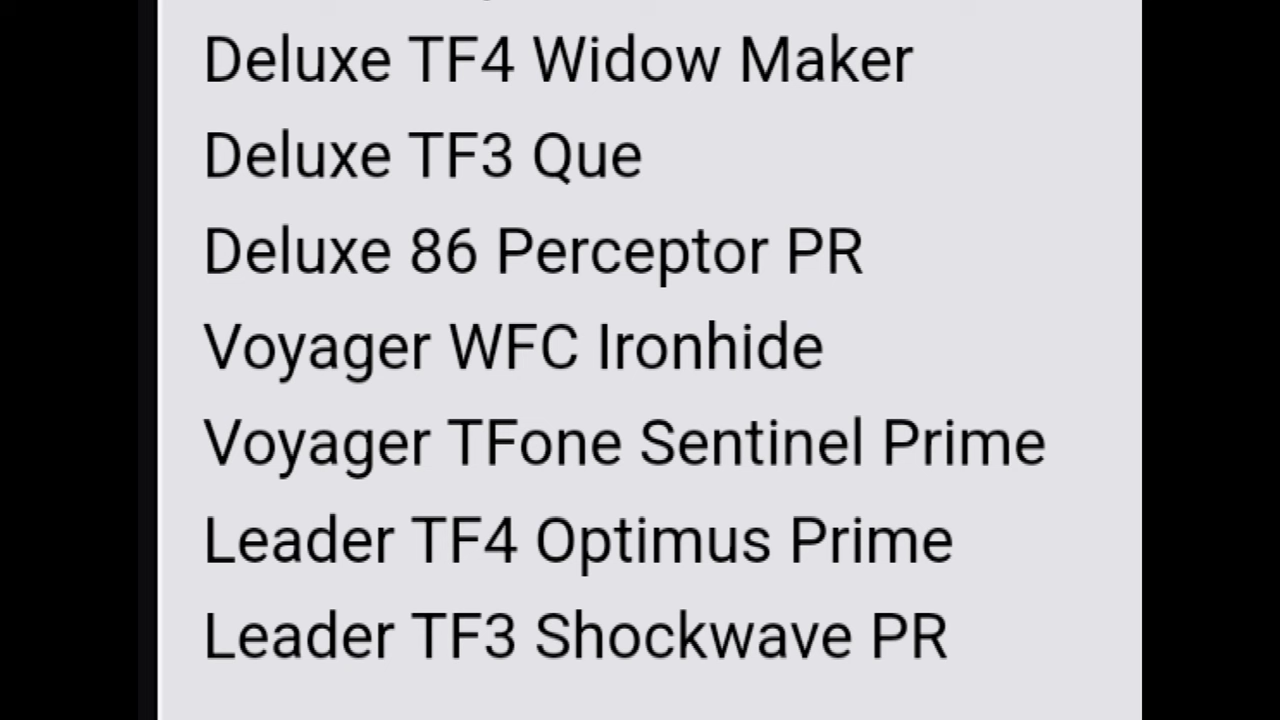 Deluxe TF4 Widow Maker
Deluxe TF3 Que
Deluxe 86 Perceptor PR
Voyager WFC Ironhide
Voyager TFone Sentinel Prime
Leader TF4 Optimus Prime
Leader TF3 Shockwave PR